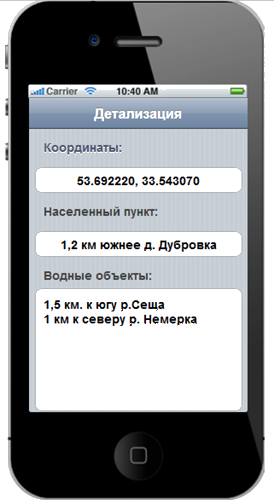 Carrier 10:40 AM
Детализация
Координаты:
53.692220, 33.543070
Населенный пункт:
1,2 км южнее д. Дубровка
Водные объекты:
1,5 км. к югу р.Сеща
1 км к северу р. Немерка